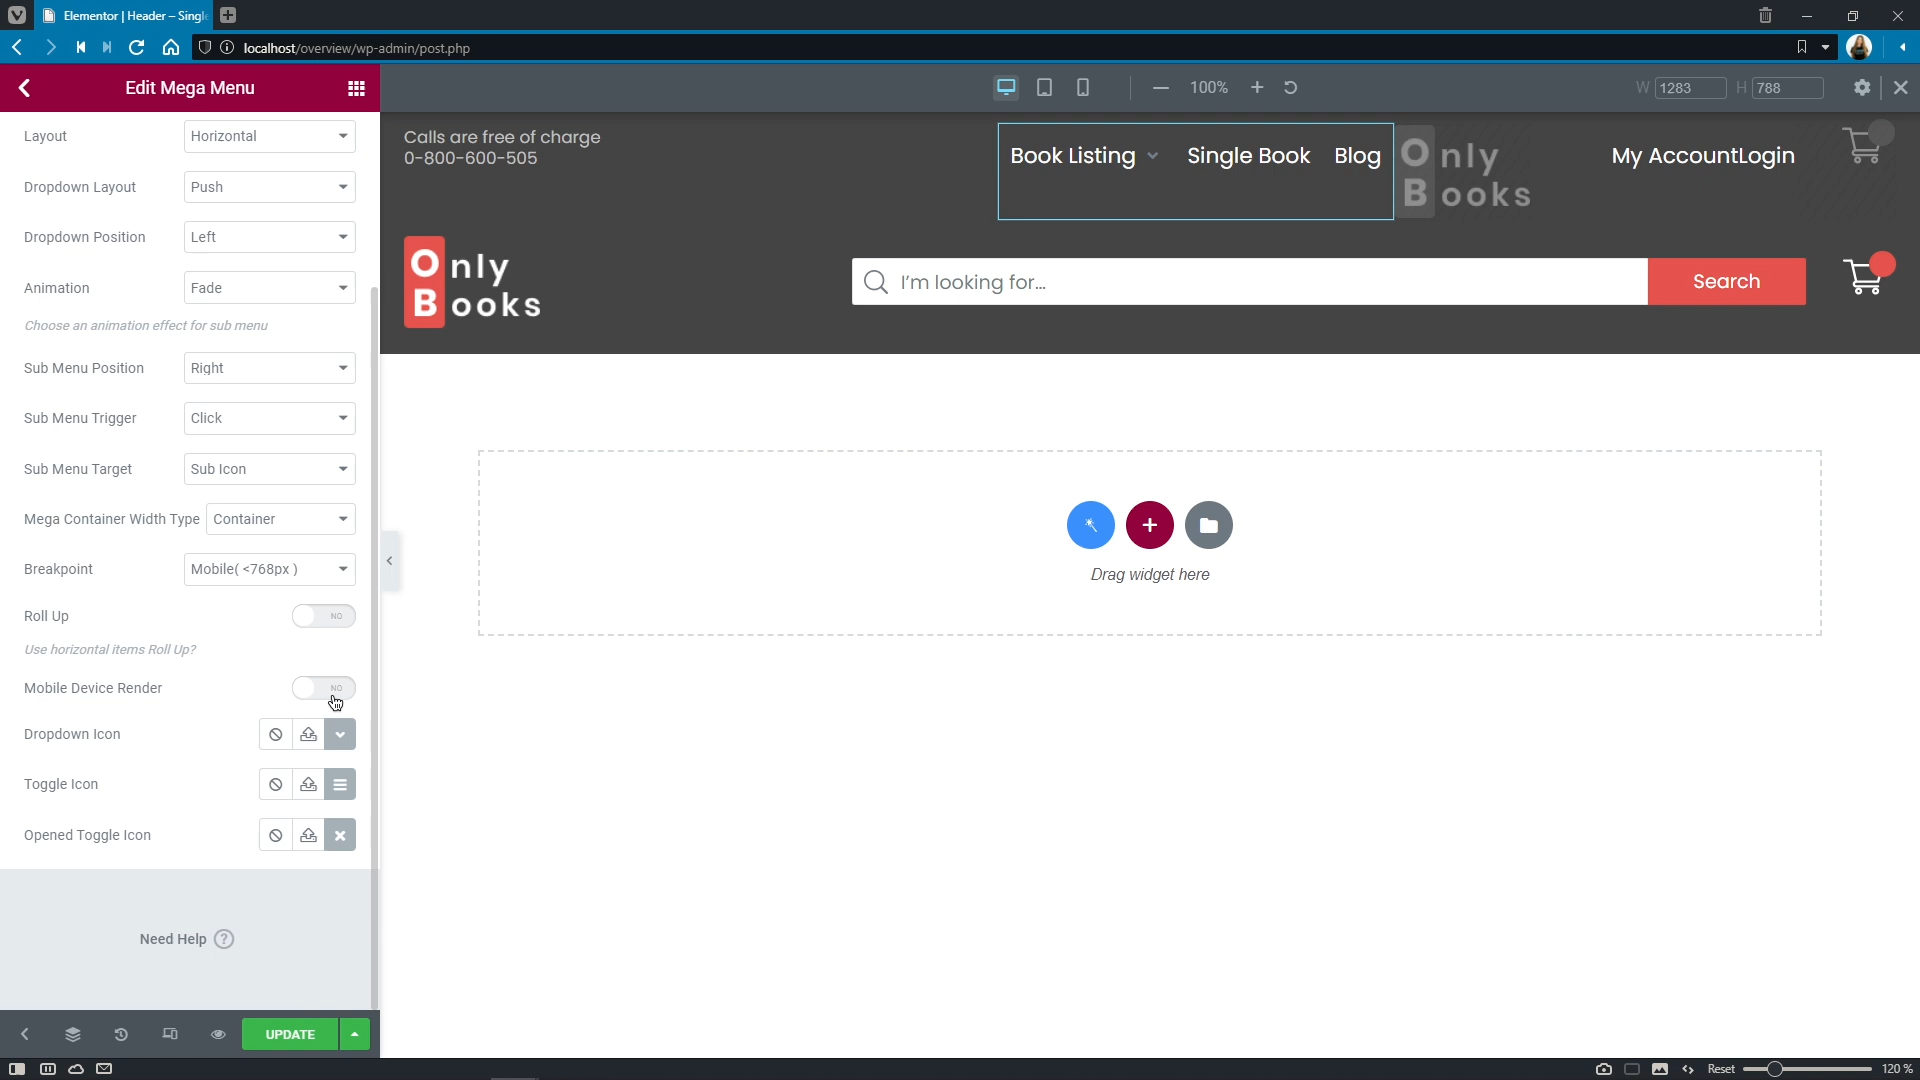 Elementor | Header – Singl
localhost/overview/wp-admin/post.php
Edit Mega Menu
100%
W 1283 H 788
Layout Horizontal
Dropdown Layout Push
Dropdown Position Left
Animation Fade
Choose an animation effect for sub menu
Sub Menu Position Right
Sub Menu Trigger Click
Sub Menu Target Sub Icon
Mega Container Width Type Container
Breakpoint Mobile( <768px )
Roll Up NO
Use horizontal items Roll Up?
Mobile Device Render NO
Dropdown Icon
Toggle Icon
Opened Toggle Icon
Need Help ?
UPDATE
Calls are free of charge
0-800-600-505
Book Listing Single Book Blog
Only
Books
My AccountLogin
Only
Books
I'm looking for...
Search
Drag widget here
Reset 120 %